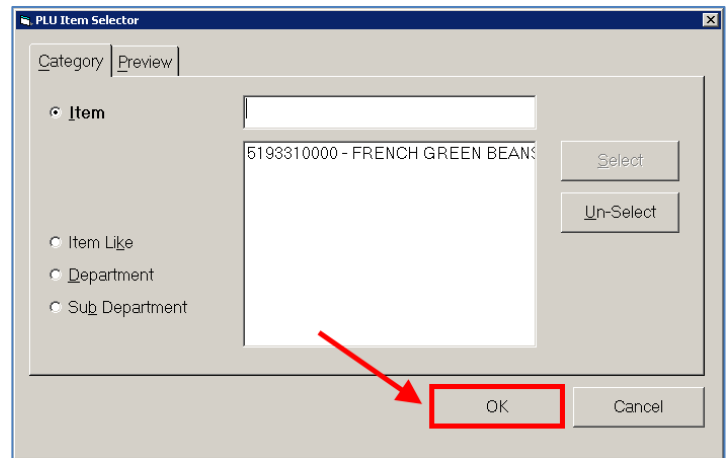 PLU Item Selector
Category Preview
Item
5193310000 - FRENCH GREEN BEANS
Select
Un-Select
Item Like
Department
Sub Department
OK Cancel